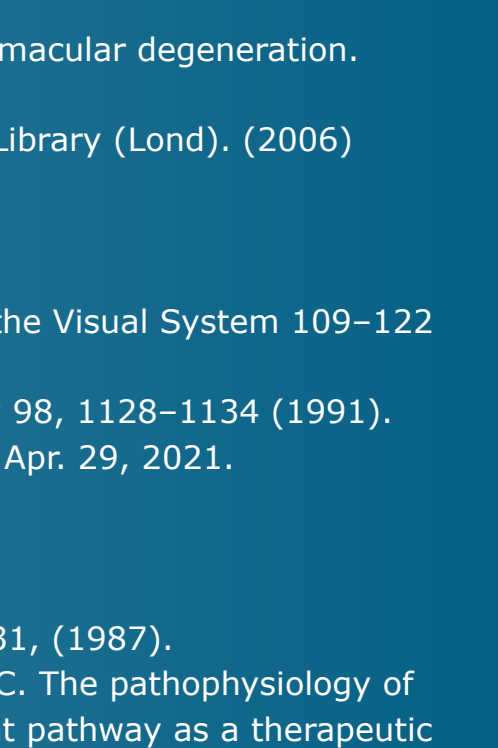 macular degeneration.
Library (Lond). (2006)
the Visual System 109–122
98, 1128–1134 (1991).
Apr. 29, 2021.
31, (1987).
C. The pathophysiology of
pathway as a therapeutic